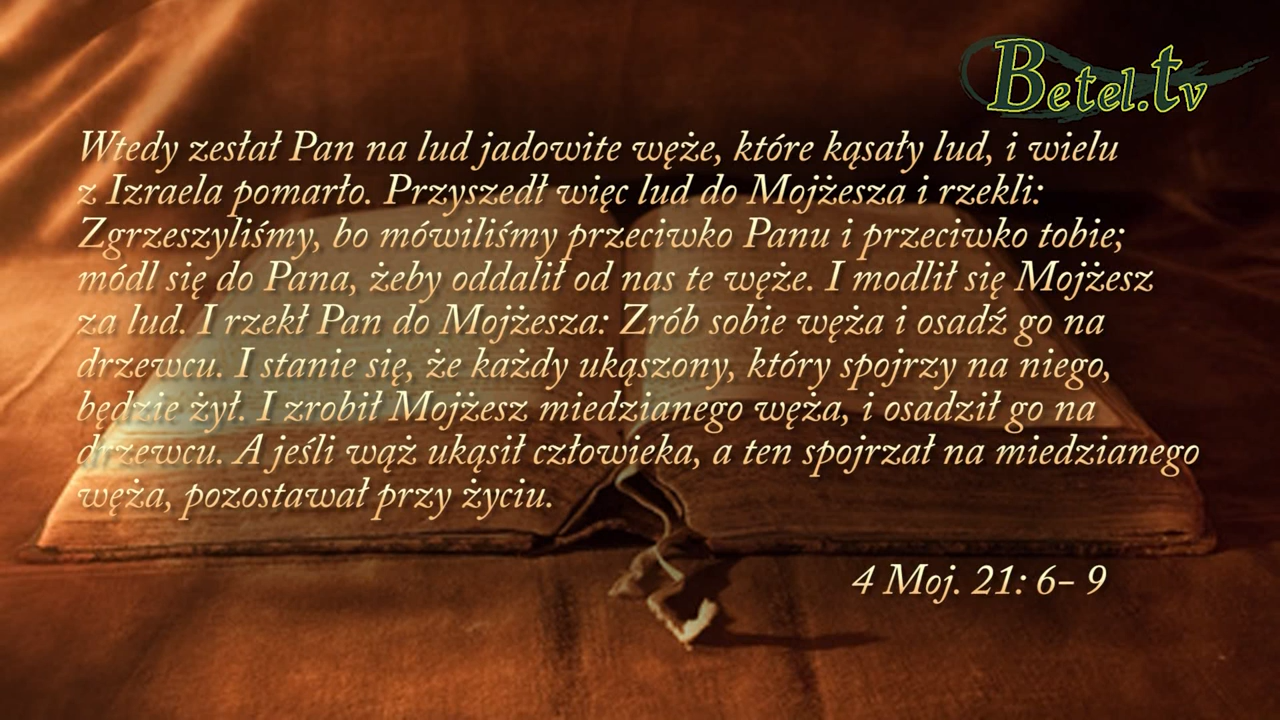 Betel.tv
Wtedy zesłał Pan na lud jadowite węże, które kąsały lud, i wielu
z Izraela pomarło. Przyszedł więc lud do Mojżesza i rzekli:
Zgrzeszyliśmy, bo mówiliśmy przeciwko Panu i przeciwko tobie;
módl się do Pana, żeby oddalił od nas te węże. I modlił się Mojżesz
za lud. I rzekł Pan do Mojżesza: Zrób sobie węża i osadź go na
drzewcu. I stanie się, że każdy ukąszony, który spojrzy na niego,
będzie żył. I zrobił Mojżesz miedzianego węża, i osadził go na
drzewcu. A jeśli wąż ukąsił człowieka, a ten spojrzał na miedzianego
węża, pozostawał przy życiu.
4 Moj. 21: 6– 9